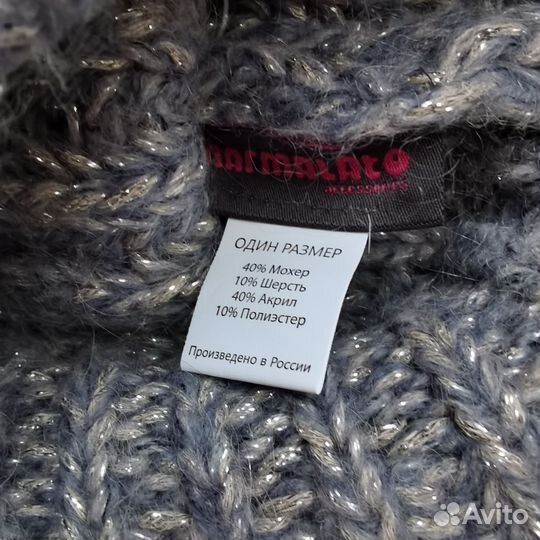 marmalato
accessories
ОДИН РАЗМЕР
40% Мохер
10% Шерсть
40% Акрил
10% Полиэстер
Произведено в России
Avito